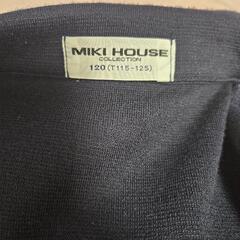 MIKI HOUSE
COLLECTION
120(T115-125)